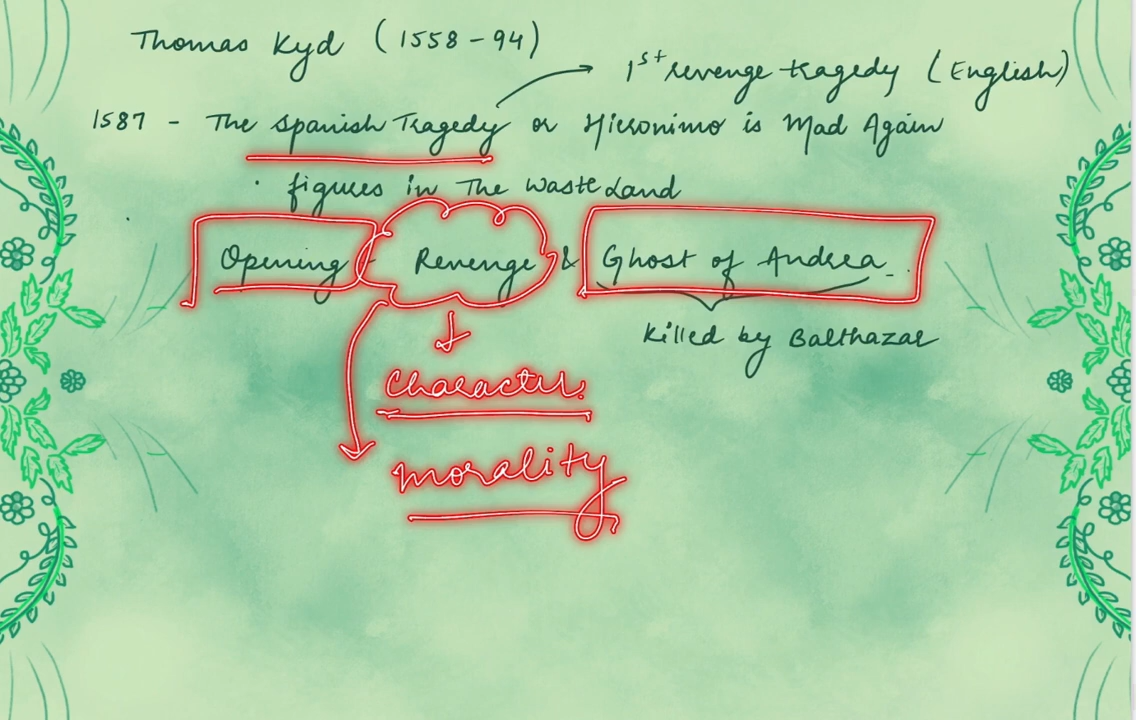 Thomas Kyd (1558-94)
1st revenge tragedy (English)
1587 - The Spanish Tragedy or Hieronimo is Mad Again
· figures in The Waste Land
Opening - Revenge & Ghost of Andrea.
Killed by Balthazar
Character.
Morality